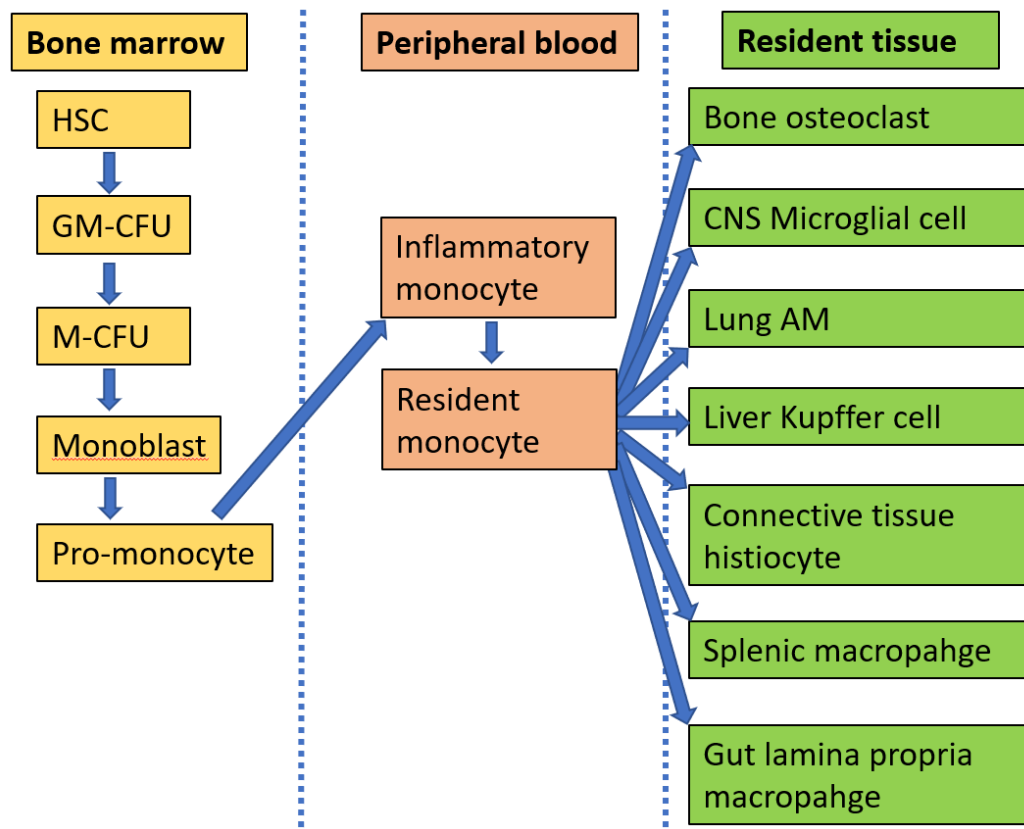 Bone marrow
HSC
GM-CFU
M-CFU
Monoblast
Pro-monocyte
Peripheral blood
Inflammatory
monocyte
Resident
monocyte
Resident tissue
Bone osteoclast
CNS Microglial cell
Lung AM
Liver Kupffer cell
Connective tissue
histiocyte
Splenic macropahge
Gut lamina propria
macropahge